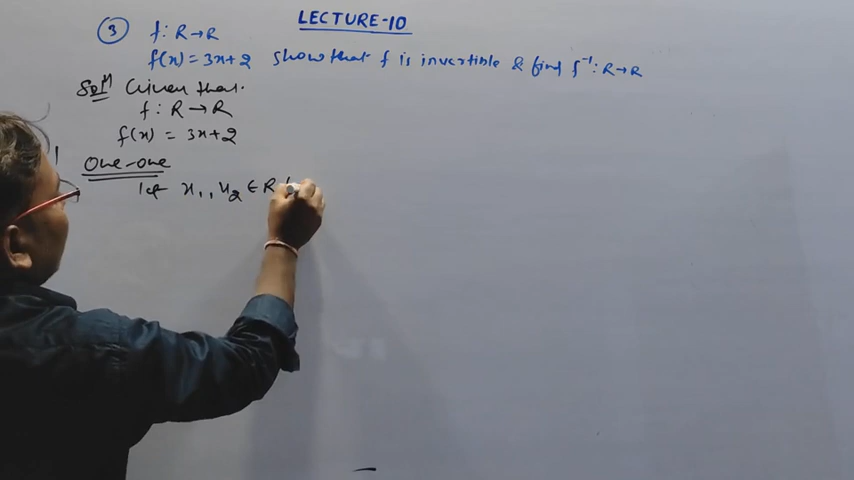 LECTURE-10
③ f: R→R
f(x) = 3x+2 show that f is invertible & find f⁻¹: R→R
Solⁿ Given that.
f: R → R
f(x) = 3x+2
One-one
let x₁, x₂ ∈ R